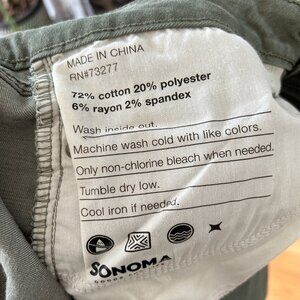 MADE IN CHINA
RN#73277
72% cotton 20% polyester
6% rayon 2% spandex
Wash inside out.
Machine wash cold with like colors.
Only non-chlorine bleach when needed.
Tumble dry low.
Cool iron if needed.
SONOMA
GOODS